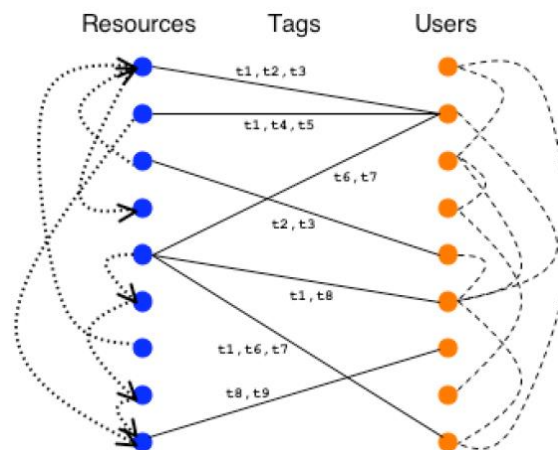 Resources Tags Users
t1,t2,t3
t1,t4,t5
t6,t7
t2,t3
t1,t8
t1,t6,t7
t8,t9